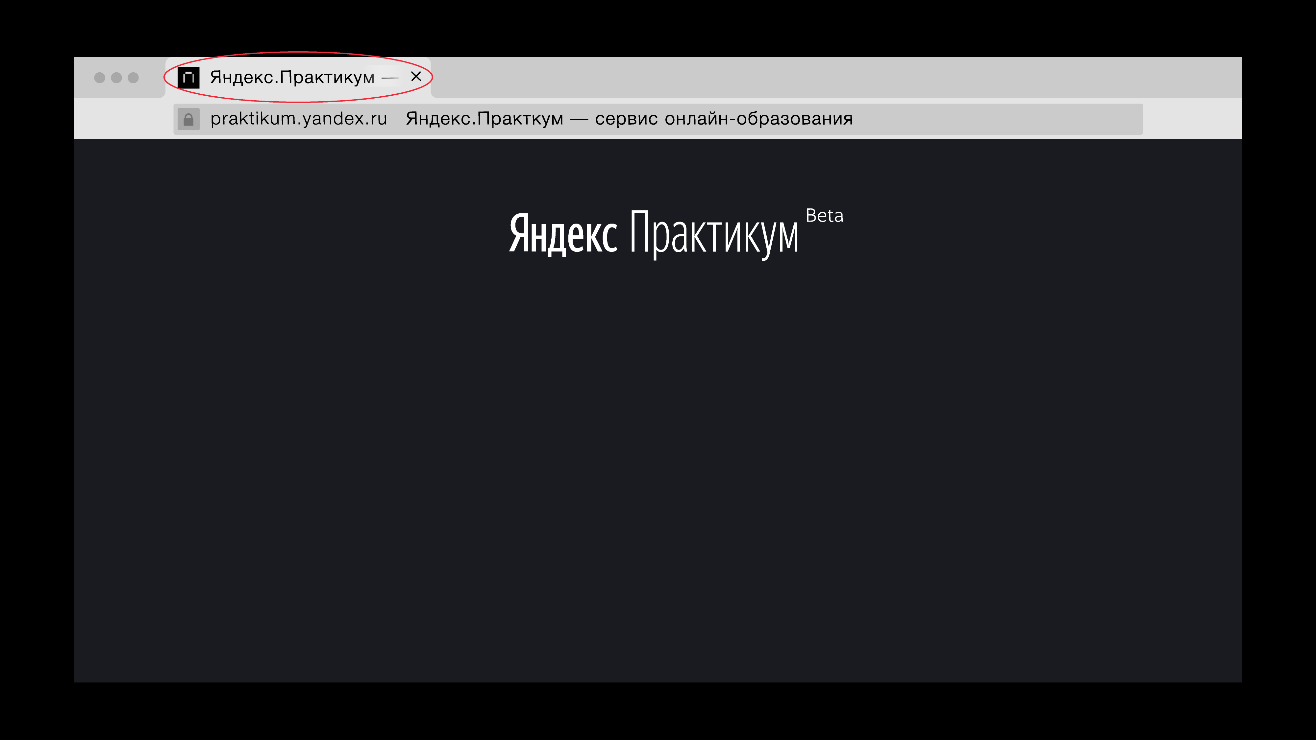 Яндекс.Практикум —
praktikum.yandex.ru Яндекс.Практкум — сервис онлайн-образования
Яндекс Практикум Beta